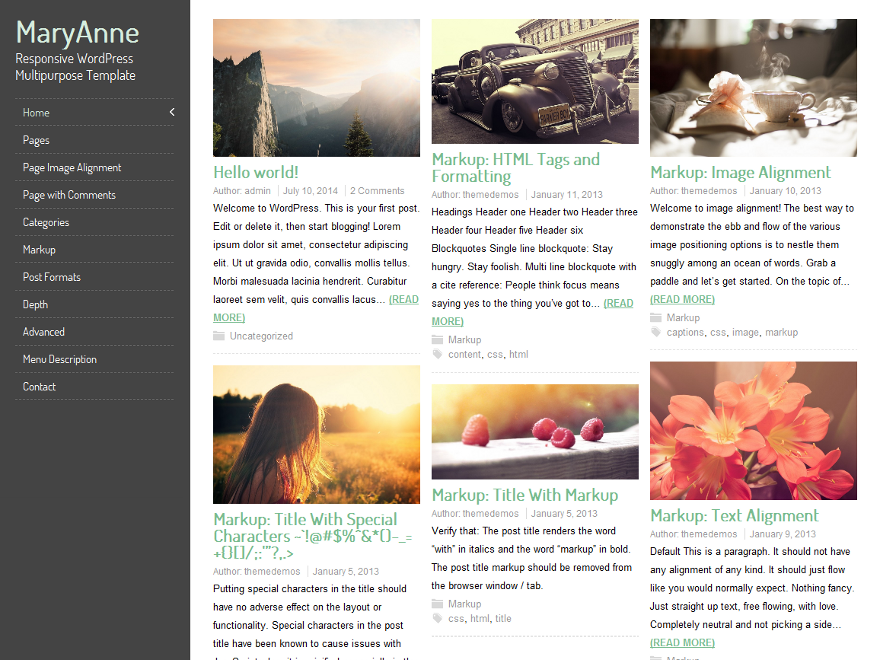 MaryAnne
Responsive WordPress
Multipurpose Template
Home
Pages
Page Image Alignment
Page with Comments
Categories
Markup
Post Formats
Depth
Advanced
Menu Description
Contact
Hello world!
Author: admin
July 10, 2014
2 Comments
Welcome to WordPress. This is your first post.
Edit or delete it, then start blogging! Lorem
ipsum dolor sit amet, consectetur adipiscing
elit. Ut ut gravida odio, convallis mollis tellus.
Morbi malesuada lacinia hendrerit. Curabitur
laoreet sem velit, quis convallis lacus... (READ
MORE)
Uncategorized
Markup: Title With Special
Characters ~`!@#$%^&*()-_=
+{}[]/;:'"?,.>
Author: themedemos
January 5, 2013
Putting special characters in the title should
have no adverse effect on the layout or
functionality. Special characters in the post
title have been known to cause issues with
Markup: HTML Tags and
Formatting
Author: themedemos
January 11, 2013
Headings Header one Header two Header three
Header four Header five Header six
Blockquotes Single line blockquote: Stay
hungry. Stay foolish. Multi line blockquote with
a cite reference: People think focus means
saying yes to the thing you've got to... (READ
MORE)
Markup
content, css, html
Markup: Title With Markup
Author: themedemos
January 5, 2013
Verify that: The post title renders the word
"with" in italics and the word "markup" in bold.
The post title markup should be removed from
the browser window / tab.
Markup
css, html, title
Markup: Image Alignment
Author: themedemos
January 10, 2013
Welcome to image alignment! The best way to
demonstrate the ebb and flow of the various
image positioning options is to nestle them
snuggly among an ocean of words. Grab a
paddle and let's get started. On the topic of...
(READ MORE)
Markup
captions, css, image, markup
Markup: Text Alignment
Author: themedemos
January 9, 2013
Default This is a paragraph. It should not have
any alignment of any kind. It should just flow
like you would normally expect. Nothing fancy.
Just straight up text, free flowing, with love.
Completely neutral and not picking a side...
(READ MORE)
Markup